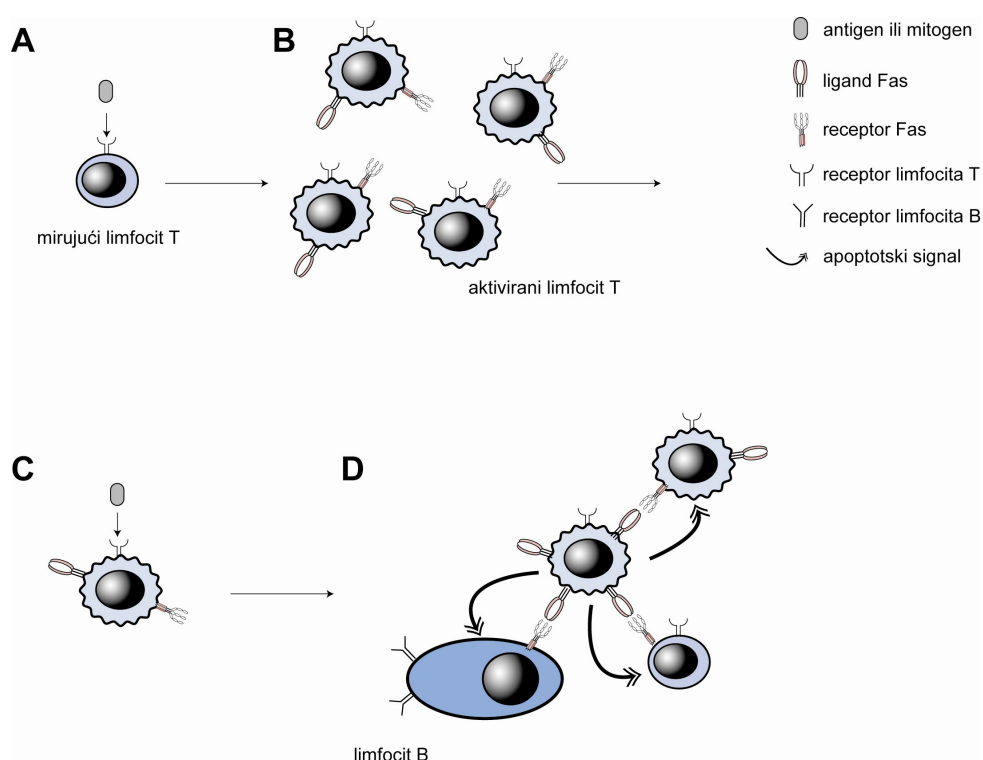 A
B
antigen ili mitogen
ligand Fas
receptor Fas
receptor limfocita T
receptor limfocita B
apoptotski signal
mirujući limfocit T
aktivirani limfocit T
C
D
limfocit B